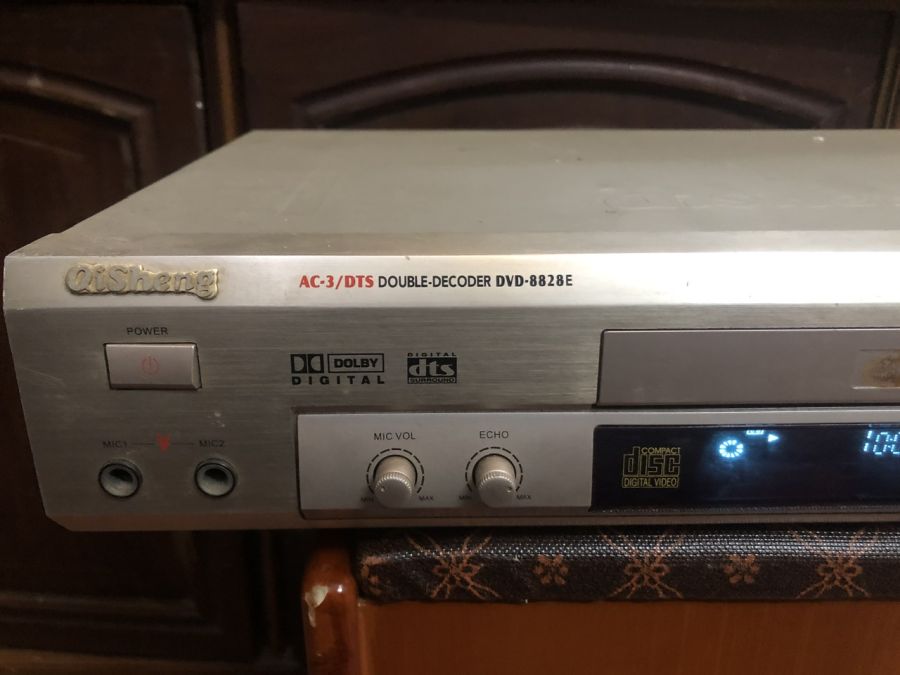 QiSheng
AC-3/DTS DOUBLE-DECODER DVD-8828E
POWER
DOLBY
DIGITAL
DIGITAL
dts
SURROUND
MIC1
MIC2
MIC VOL
MIN
MAX
ECHO
MIN
MAX
COMPACT
disc
DIGITAL VIDEO